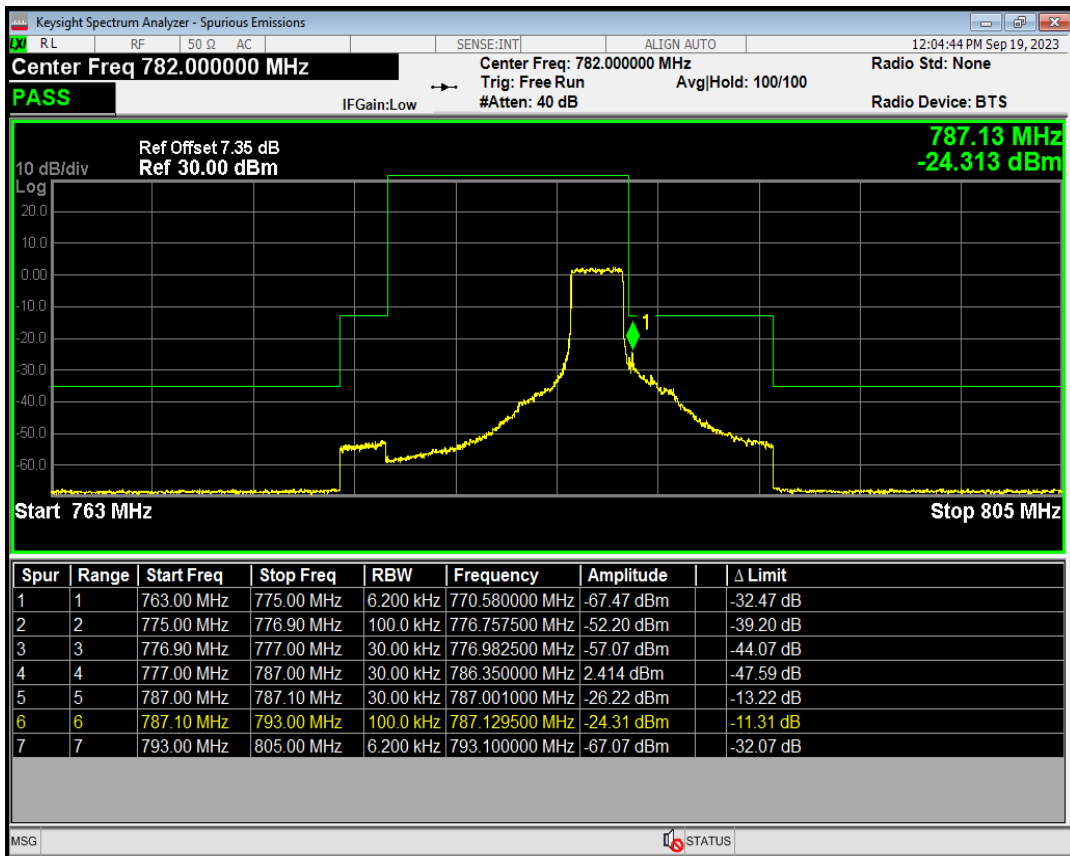 Keysight Spectrum Analyzer - Spurious Emissions
LXI RL RF 50 Ω AC SENSE:INT ALIGN AUTO 12:04:44 PM Sep 19, 2023
Center Freq 782.000000 MHz Center Freq: 782.000000 MHz Radio Std: None
Trig: Free Run Avg|Hold: 100/100
PASS IFGain:Low #Atten: 40 dB Radio Device: BTS
787.13 MHz
Ref Offset 7.35 dB
10 dB/div Ref 30.00 dBm -24.313 dBm
Log
20.0
10.0
0.00
-10.0
1
-20.0
-30.0
-40.0
-50.0
-60.0
Start 763 MHz Stop 805 MHz
Spur Range Start Freq Stop Freq RBW Frequency Amplitude Δ Limit
1 1 763.00 MHz 775.00 MHz 6.200 kHz 770.580000 MHz -67.47 dBm -32.47 dB
2 2 775.00 MHz 776.90 MHz 100.0 kHz 776.757500 MHz -52.20 dBm -39.20 dB
3 3 776.90 MHz 777.00 MHz 30.00 kHz 776.982500 MHz -57.07 dBm -44.07 dB
4 4 777.00 MHz 787.00 MHz 30.00 kHz 786.350000 MHz 2.414 dBm -47.59 dB
5 5 787.00 MHz 787.10 MHz 30.00 kHz 787.001000 MHz -26.22 dBm -13.22 dB
6 6 787.10 MHz 793.00 MHz 100.0 kHz 787.129500 MHz -24.31 dBm -11.31 dB
7 7 793.00 MHz 805.00 MHz 6.200 kHz 793.100000 MHz -67.07 dBm -32.07 dB
MSG STATUS